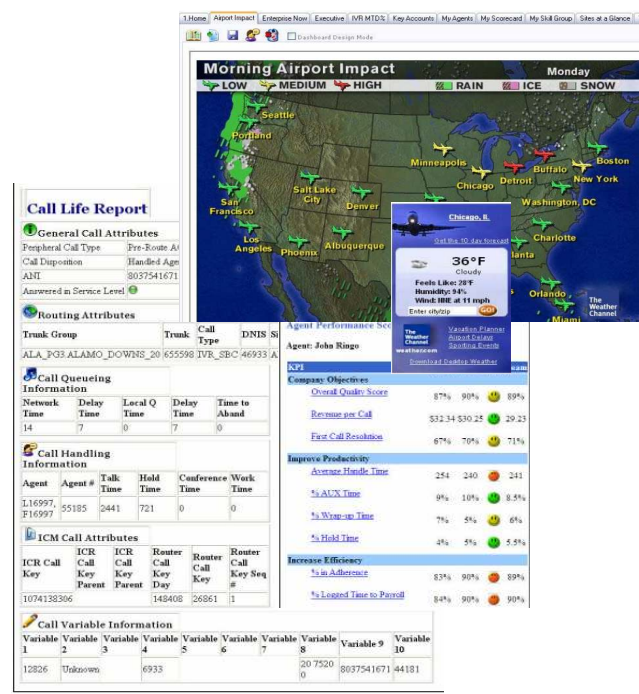 1.Home Airport Impact Enterprise Now Executive IVR MTD% Key Accounts My Agents My Scorecard My Skill Group Sites at a Glance
Dashboard Design Mode
Morning Airport Impact Monday
LOW MEDIUM HIGH RAIN ICE SNOW
Seattle
Portland
Minneapolis
Boston
Buffalo
Chicago Detroit New York
Salt Lake
City
San
Francisco
Denver
Washington, DC
Los
Angeles
Phoenix
Albuquerque
Charlotte
lanta
Orlando
The
Weather
Channel
Miami
Chicago, IL
Get the 10 day forecast
36°F
Cloudy
Feels Like: 28°F
Humidity: 94%
Wind: NNE at 11 mph
Enter city/zip GO!
The
Weather
Channel
weather.com
Vacation Planner
Airport Delays
Sporting Events
Download Desktop Weather
Call Life Report
General Call Attributes
Peripheral Call Type Pre-Route A
Call Disposition Handled Age
ANI 8037541671
Answered in Service Level
Routing Attributes
Trunk Group Trunk Call Type DNIS Si
ALA_PG3.ALAMO_DOWNS_20 655598 IVR_SBC 46933 A
Call Queueing
Information
Network Time Delay Time Local Q Time Delay Time Time to Aband
14 7 0 7 0
Call Handling
Information
Agent Agent # Talk Time Hold Time Conference Time Work Time
L16997, F16997 55185 2441 721 0 0
ICM Call Attributes
ICR Call Key ICR Call Key Parent ICR Call Key Parent Router Call Key Day Router Call Key Router Call Key Seq #
1074138306 148408 26861 1
Call Variable Information
Variable 1 Variable 2 Variable 3 Variable 4 Variable 5 Variable 6 Variable 7 Variable 8 Variable 9 Variable 10
12826 Unknown 6933 20 7520 0 8037541671 44181
Agent Performance Sco
Agent: John Ringo
KPI eam
Company Objectives
Overall Quality Score 87% 90% 89%
Revenue per Call $32.34 $30.25 29.23
First Call Resolution 67% 70% 71%
Improve Productivity
Average Handle Time 254 240 241
% AUX Time 9% 10% 8.5%
% Wrap-up Time 7% 5% 6%
% Hold Time 4% 5% 5.5%
Increase Efficiency
% in Adherence 83% 90% 89%
% Logged Time to Payroll 84% 90% 90%